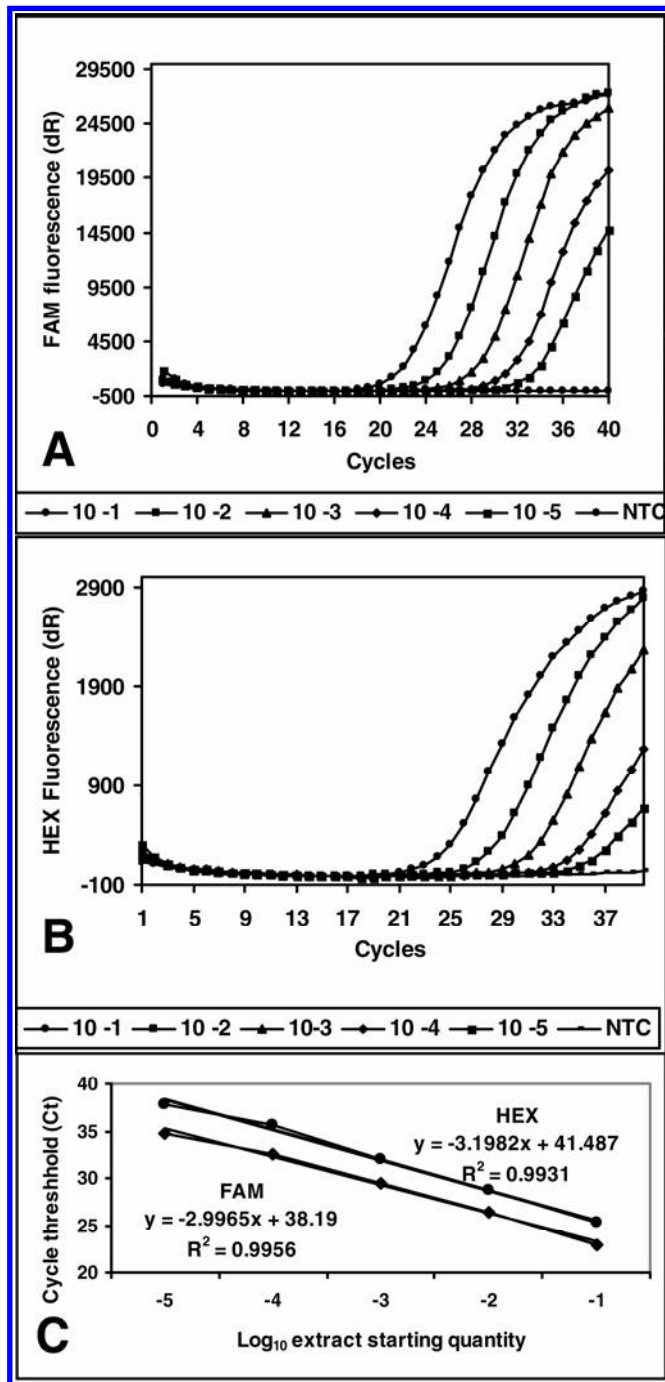 29500
24500
19500
14500
9500
4500
-500
FAM fluorescence (dR)
0 4 8 12 16 20 24 28 32 36 40
Cycles
A
10 -1 10 -2 10 -3 10 -4 10 -5 NTC
2900
1900
900
-100
HEX Fluorescence (dR)
1 5 9 13 17 21 25 29 33 37
Cycles
B
10 -1 10 -2 10-3 10 -4 10 -5 NTC
40
35
30
25
20
Cycle threshhold (Ct)
HEX
y = -3.1982x + 41.487
R² = 0.9931
FAM
y = -2.9965x + 38.19
R² = 0.9956
-5 -4 -3 -2 -1
Log₁₀ extract starting quantity
C